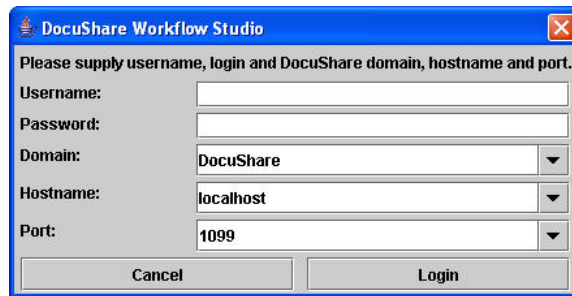 DocuShare Workflow Studio
Please supply username, login and DocuShare domain, hostname and port.
Username:
Password:
Domain: DocuShare
Hostname: localhost
Port: 1099
Cancel Login